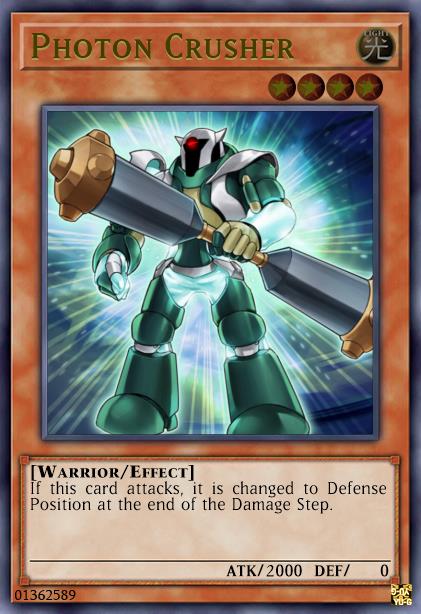 PHOTON CRUSHER
LIGHT
光
[WARRIOR/EFFECT]
If this card attacks, it is changed to Defense
Position at the end of the Damage Step.
ATK/2000 DEF/ 0
01362589